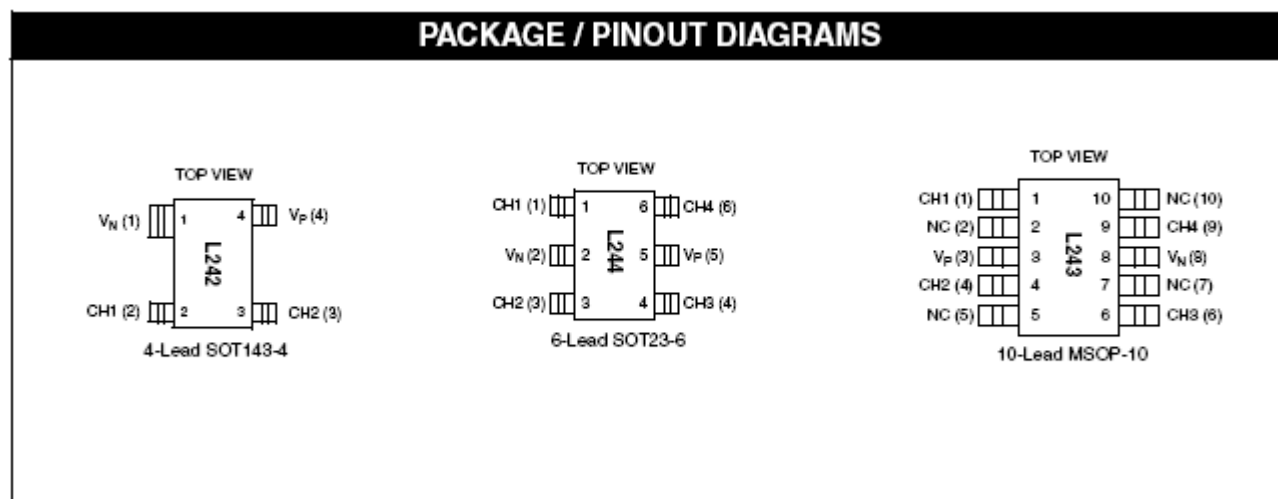 PACKAGE / PINOUT DIAGRAMS
TOP VIEW
VN (1) 1 4 VP (4)
L242
CH1 (2) 2 3 CH2 (3)
4-Lead SOT143-4
TOP VIEW
CH1 (1) 1 6 CH4 (6)
VN (2) 2 5 VP (5)
L244
CH2 (3) 3 4 CH3 (4)
6-Lead SOT23-6
TOP VIEW
CH1 (1) 1 10 NC (10)
NC (2) 2 9 CH4 (9)
VP (3) 3 8 VN (8)
L243
CH2 (4) 4 7 NC (7)
NC (5) 5 6 CH3 (6)
10-Lead MSOP-10